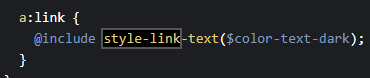 a:link {
@include style-link-text($color-text-dark);
}